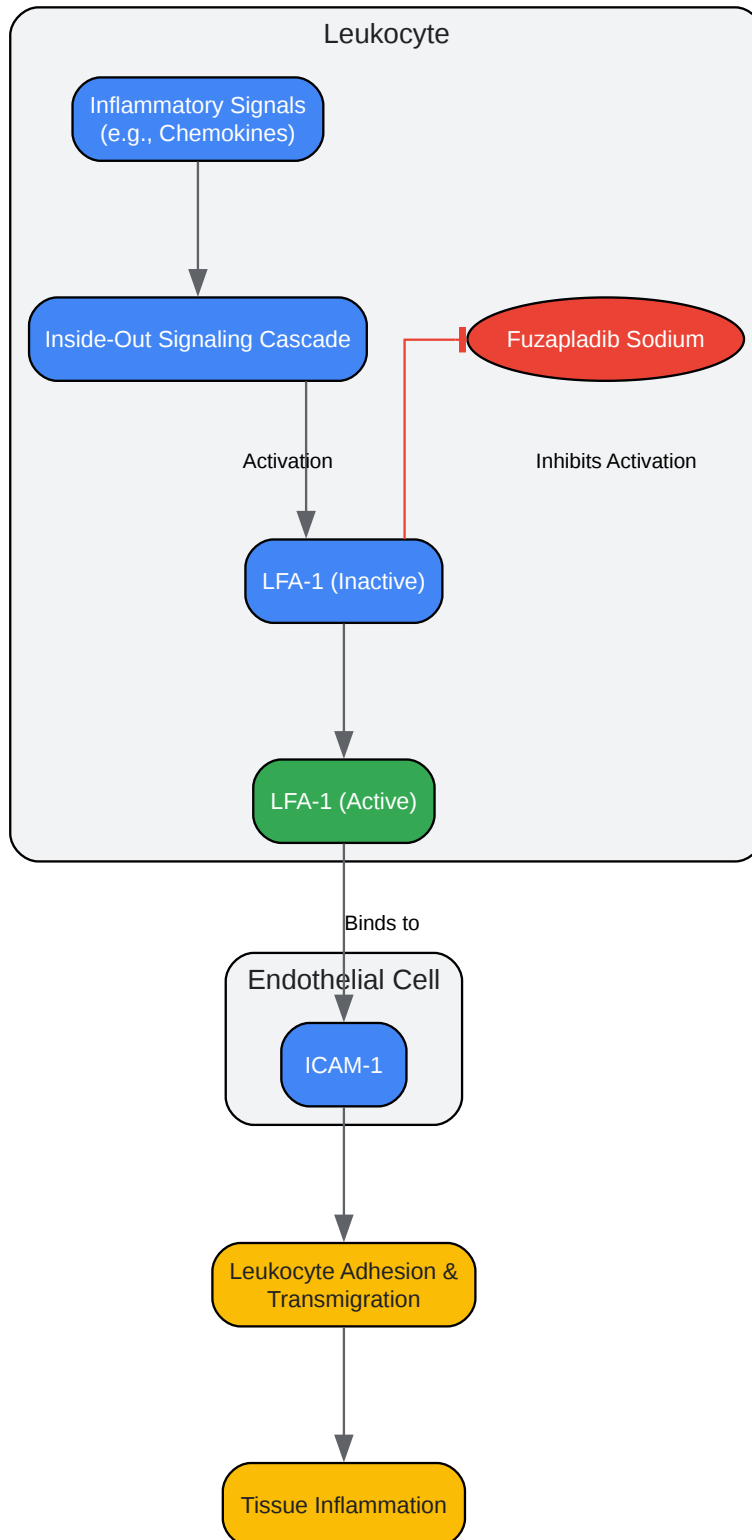 Leukocyte
Inflammatory Signals
(e.g., Chemokines)
Inside-Out Signaling Cascade
Fuzapladib Sodium
Activation
Inhibits Activation
LFA-1 (Inactive)
LFA-1 (Active)
Binds to
Endothelial Cell
ICAM-1
Leukocyte Adhesion &
Transmigration
Tissue Inflammation